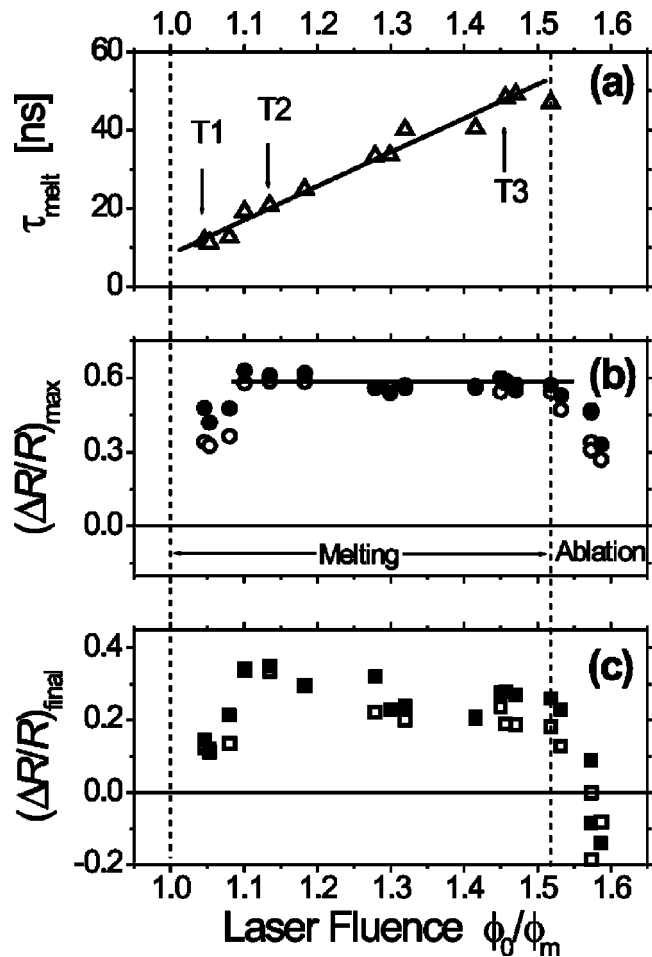 1.0 1.1 1.2 1.3 1.4 1.5 1.6
60
(a)
T2
T1
40
τmelt [ns]
20
T3
0
(b)
0.6
(ΔR/R)max
0.3
0.0
Melting Ablation
0.4
(c)
(ΔR/R)final
0.2
0.0
-0.2
1.0 1.1 1.2 1.3 1.4 1.5 1.6
Laser Fluence ϕ0/ϕm